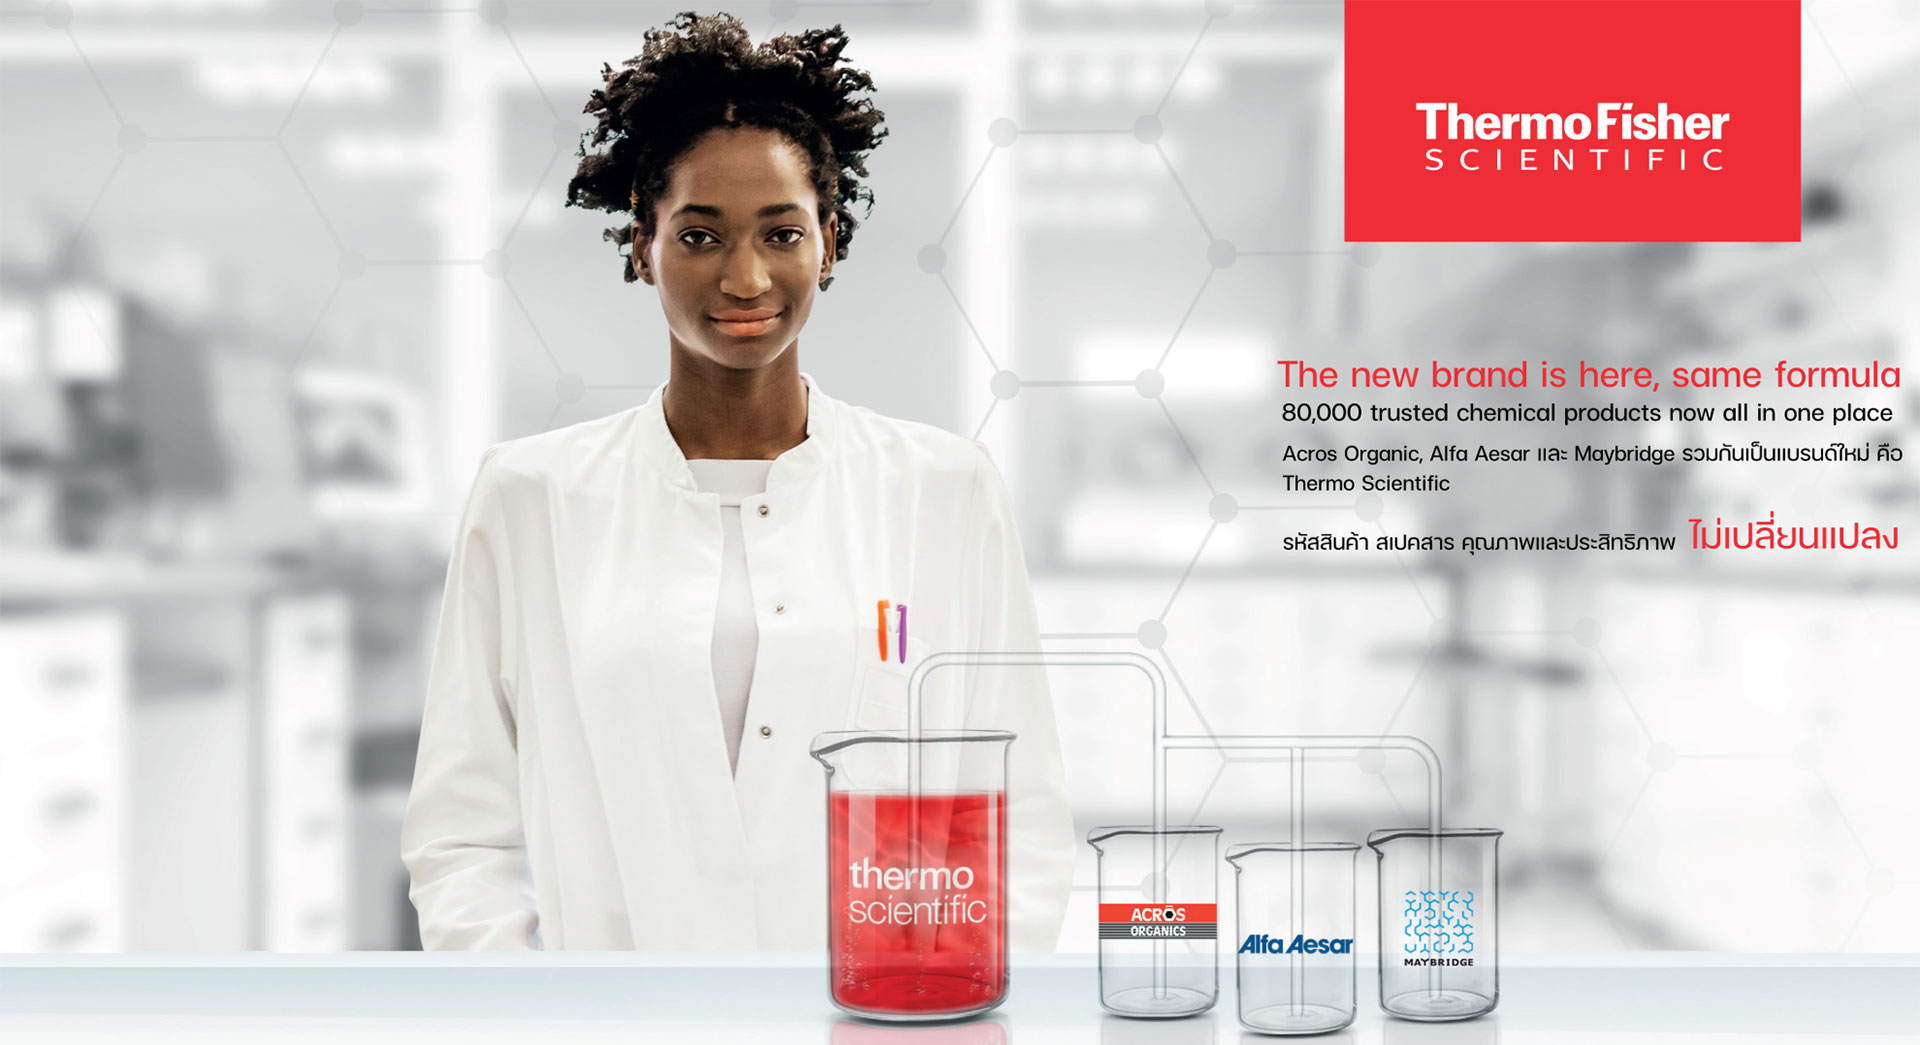 ThermoFisher
SCIENTIFIC
The new brand is here, same formula
80,000 trusted chemical products now all in one place
Acros Organic, Alfa Aesar และ Maybridge รวมกันเป็นแบรนด์ใหม่ คือ
Thermo Scientific
รหัสสินค้า สเปคสาร คุณภาพและประสิทธิภาพ ไม่เปลี่ยนแปลง
thermo
scientific
ACRŌS
ORGANICS
Alfa Aesar
MAYBRIDGE